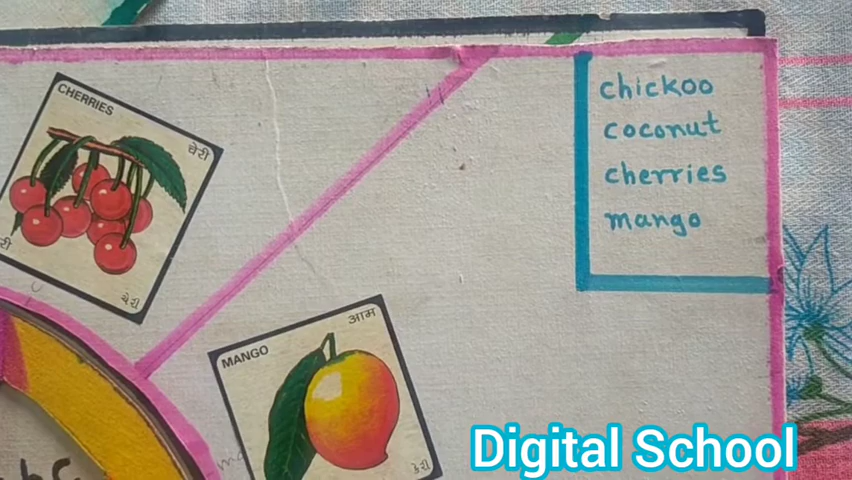 CHERRIES
चेरी
ચેરી
chickoo
coconut
cherries
mango
MANGO
आम
કેરી
Digital School